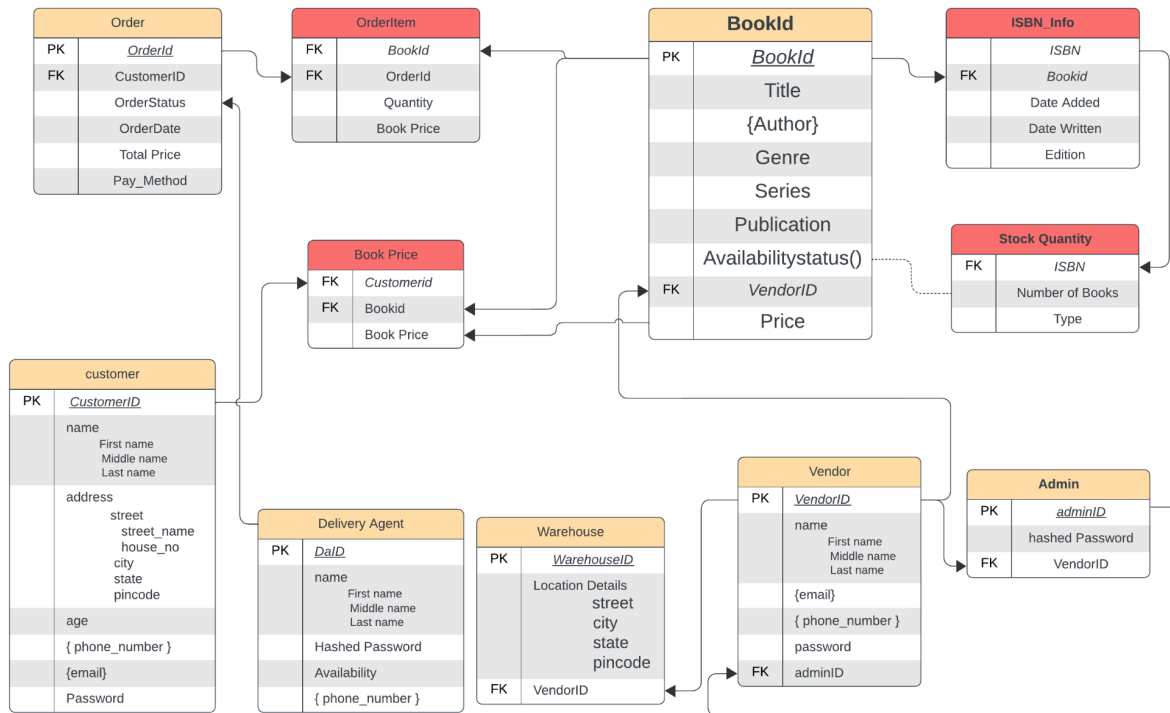 Order
PK OrderId
FK CustomerID
OrderStatus
OrderDate
Total Price
Pay_Method
OrderItem
FK BookId
FK OrderId
Quantity
Book Price
BookId
PK BookId
Title
{Author}
Genre
Series
Publication
Availabilitystatus()
FK VendorID
Price
ISBN_Info
ISBN
FK Bookid
Date Added
Date Written
Edition
Book Price
FK Customerid
FK Bookid
Book Price
Stock Quantity
FK ISBN
Number of Books
Type
customer
PK CustomerID
name
First name
Middle name
Last name
address
street
street_name
house_no
city
state
pincode
age
{ phone_number }
{email}
Password
Delivery Agent
PK DaID
name
First name
Middle name
Last name
Hashed Password
Availability
{ phone_number }
Warehouse
PK WarehouseID
Location Details
street
city
state
pincode
FK VendorID
Vendor
PK VendorID
name
First name
Middle name
Last name
{email}
{ phone_number }
password
FK adminID
Admin
PK adminID
hashed Password
FK VendorID